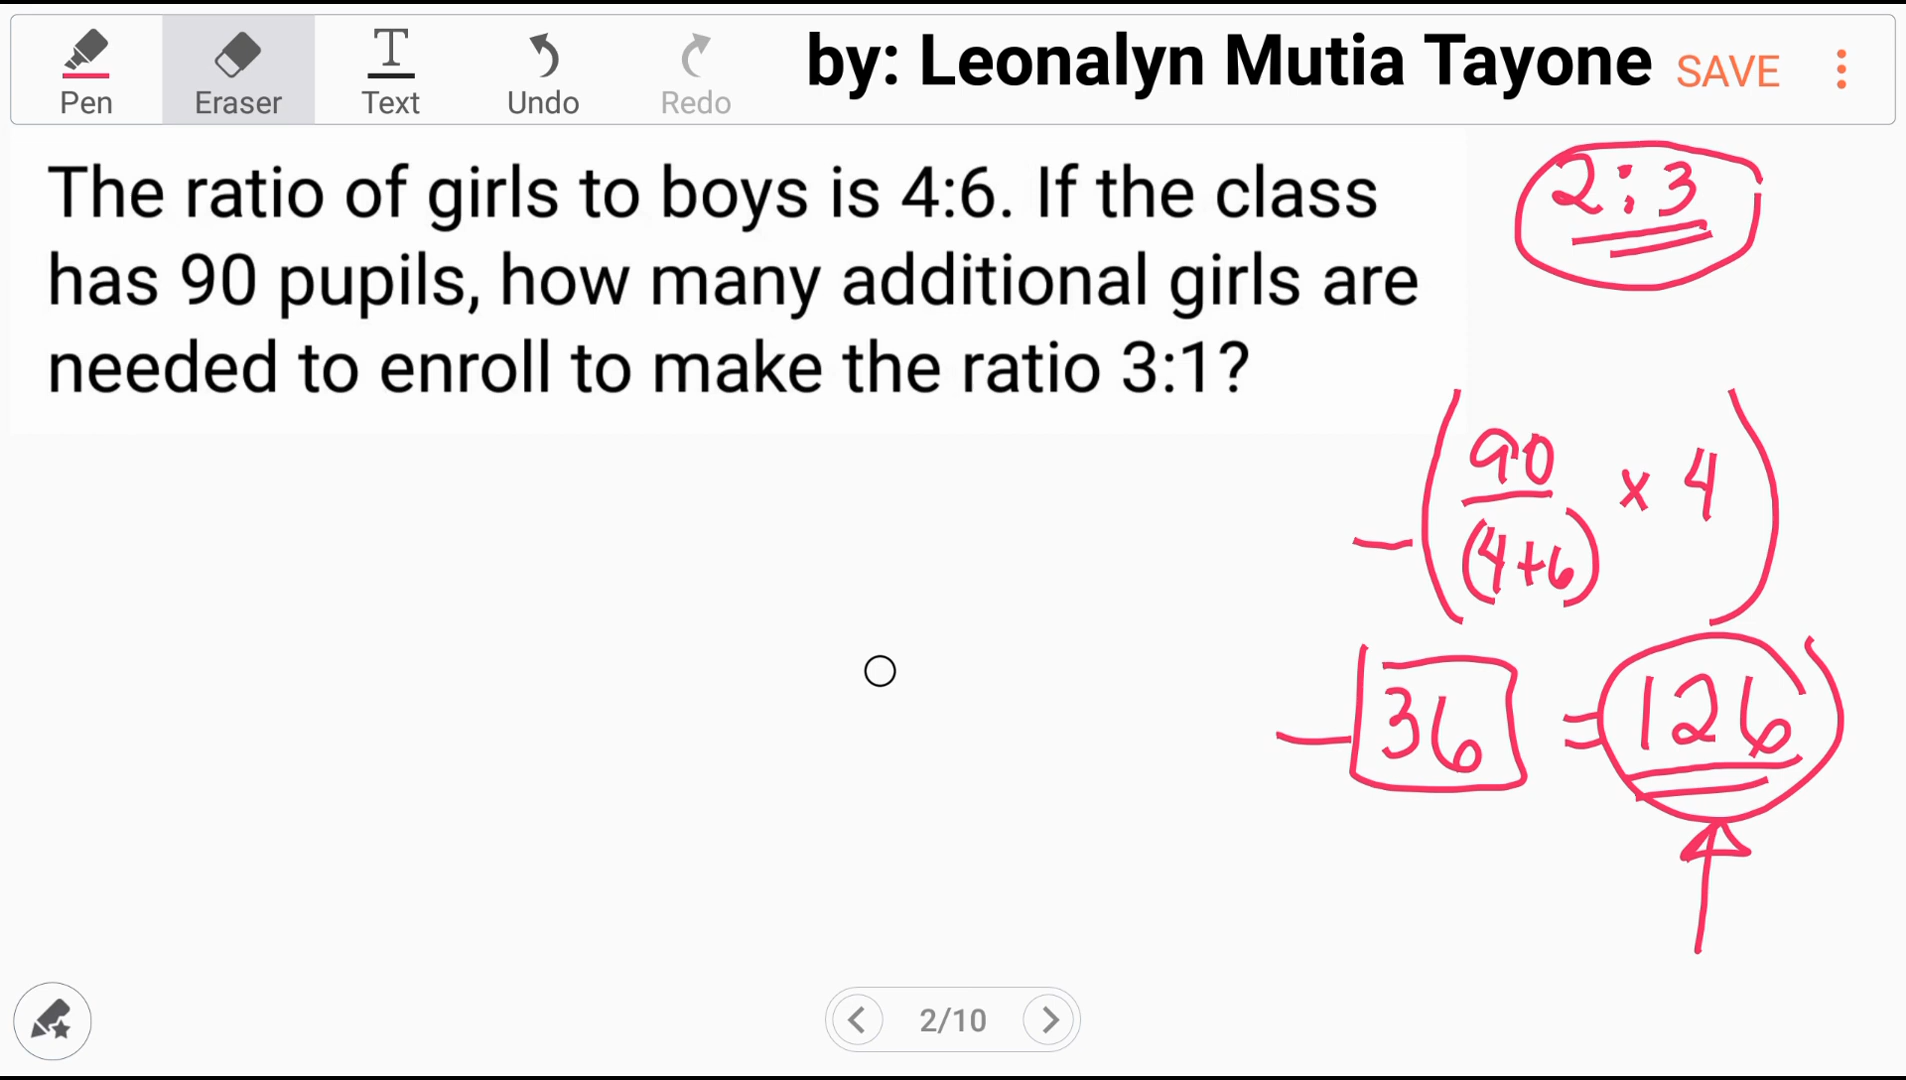 Pen Eraser Text Undo Redo by: Leonalyn Mutia Tayone SAVE
The ratio of girls to boys is 4:6. If the class
has 90 pupils, how many additional girls are
needed to enroll to make the ratio 3:1?
2:3
- (90/(4+6) x 4)
- 36 = 126
2/10